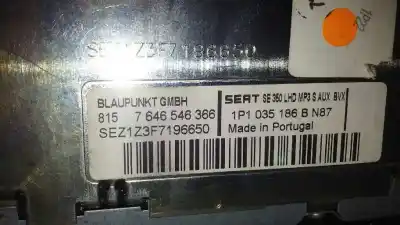 SEZ1Z3F7196650
1P22
BLAUPUNKT GMBH
815 7 646 546 366
SEZ1Z3F7196650
SEAT SE 350 LHD MP3 S AUX BVX
1P1 035 186 B N87
Made in Portugal